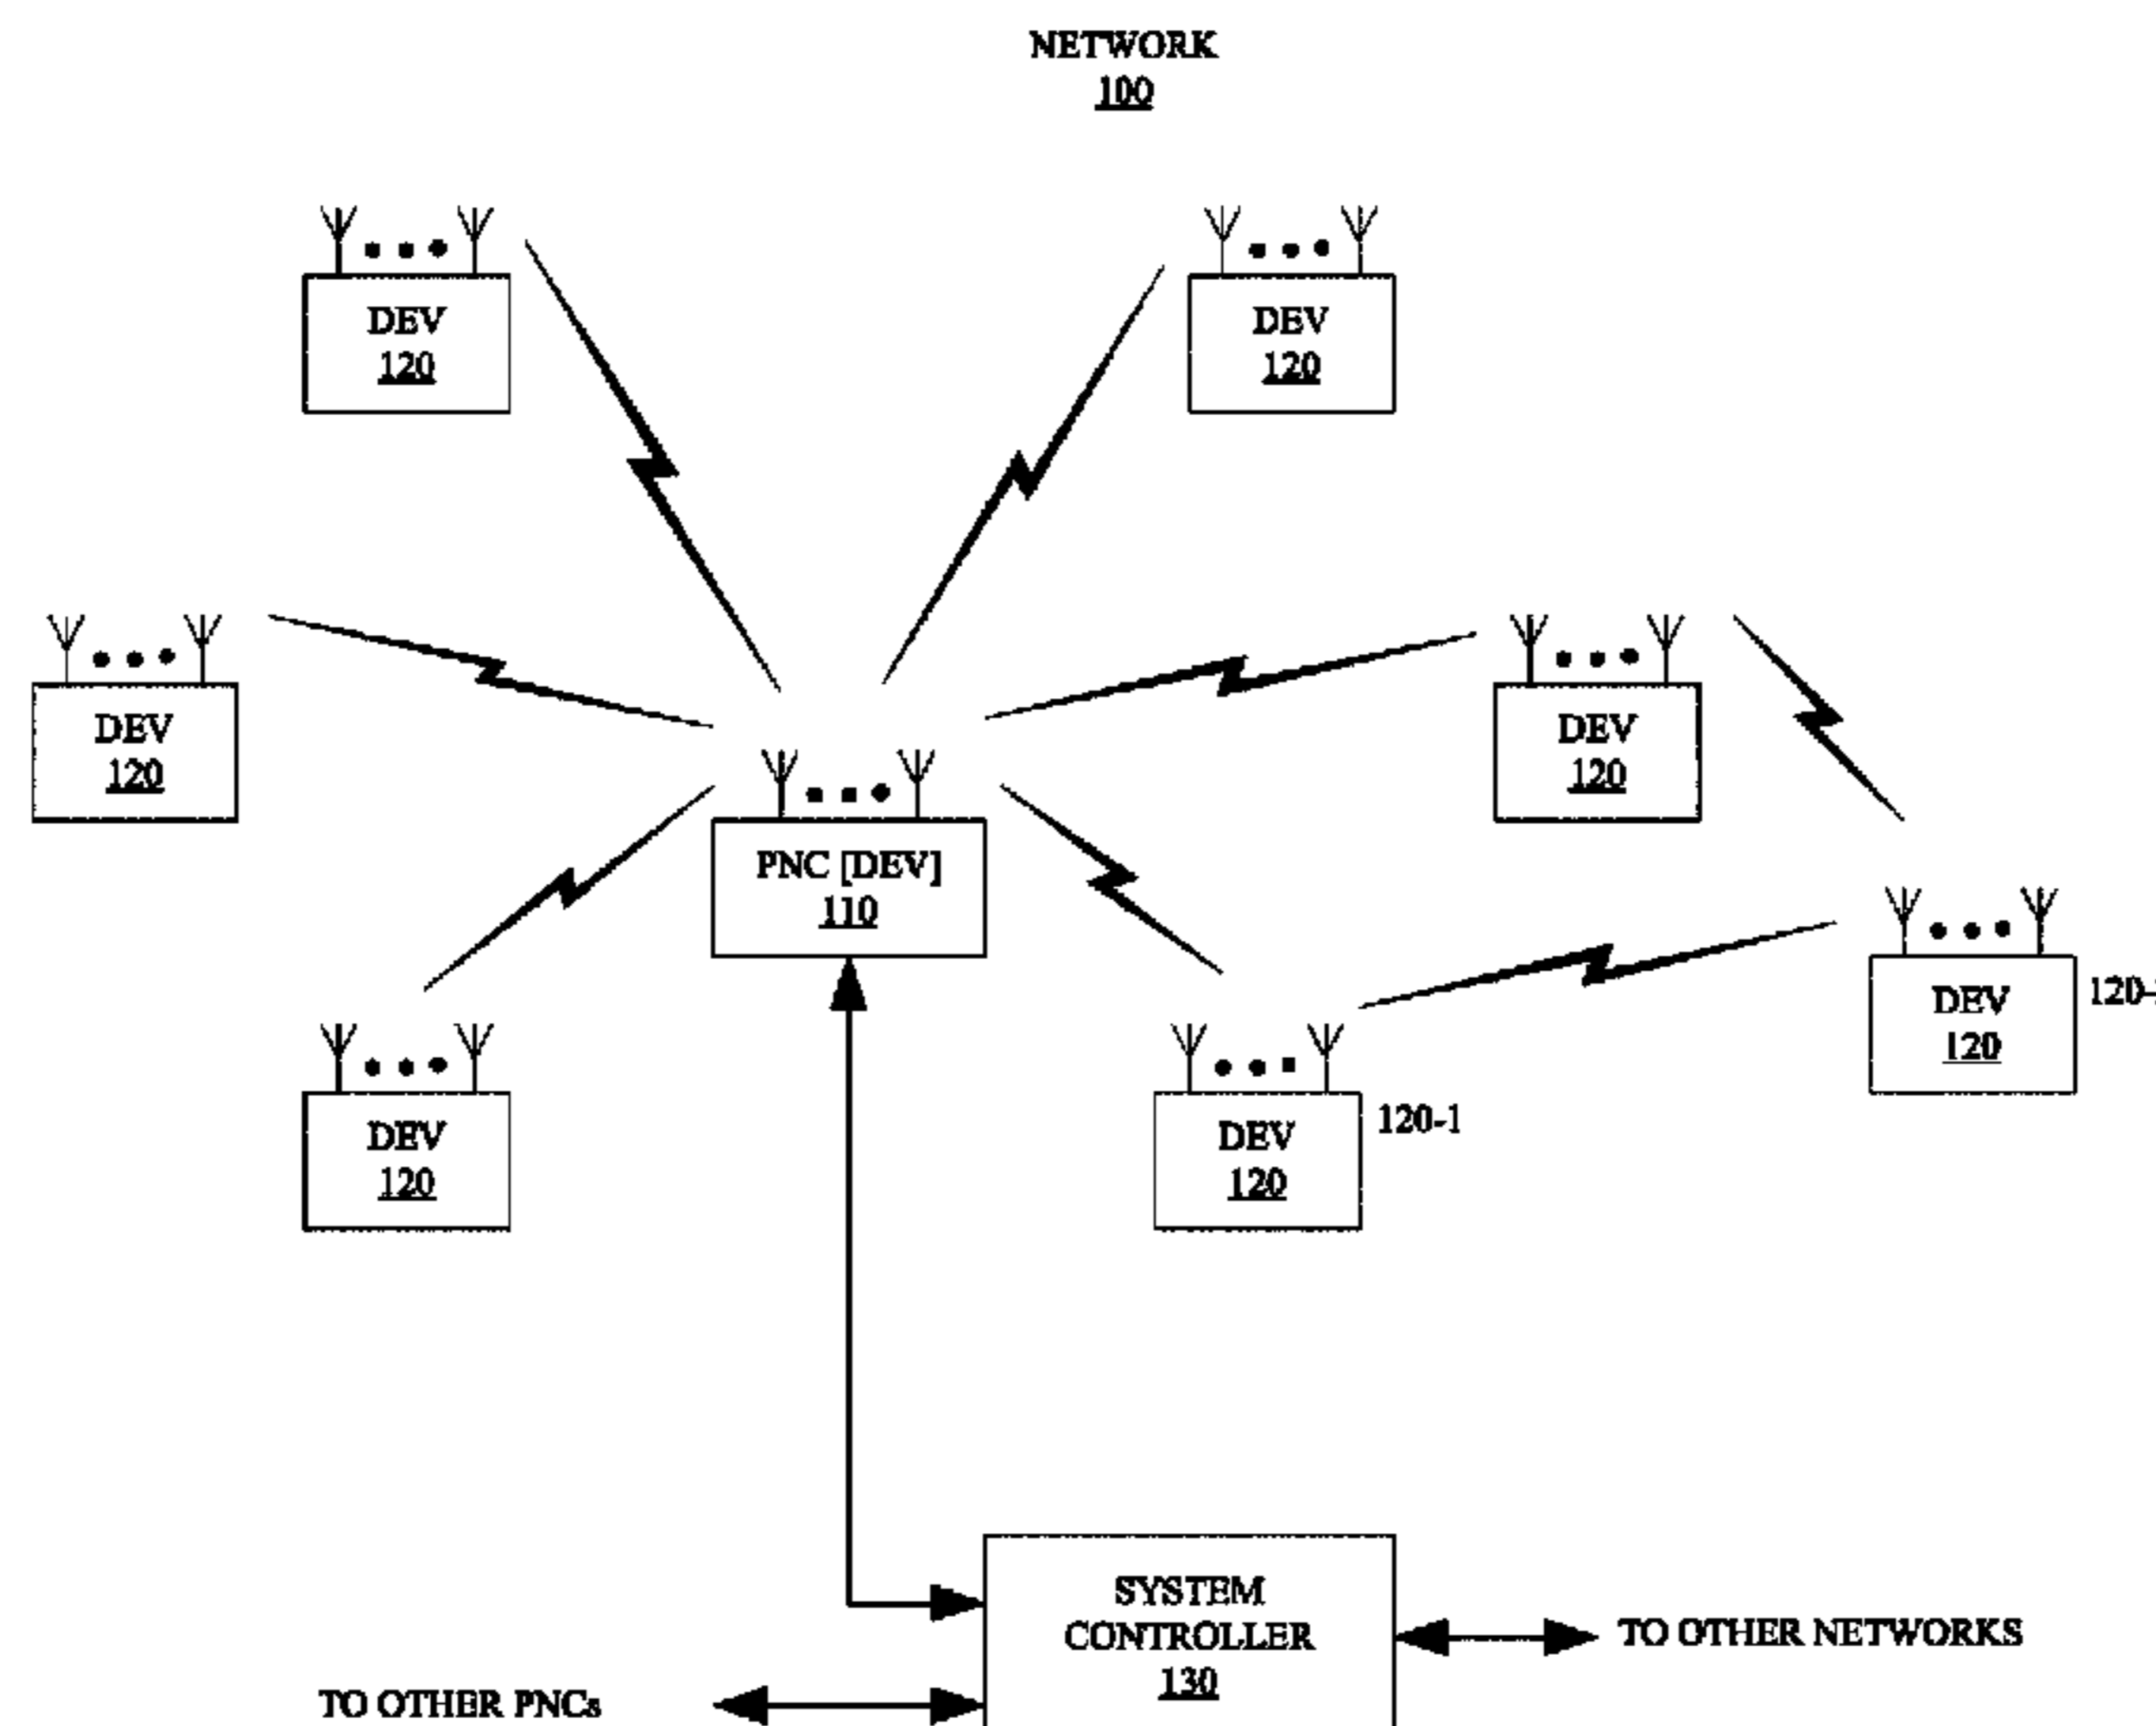 NETWORK
100
DEV
120
DEV
120
DEV
120
DEV
120
PNC [DEV]
110
DEV
120
DEV
120
DEV
120
120-1
SYSTEM
CONTROLLER
130
TO OTHER NETWORKS
TO OTHER PNCs